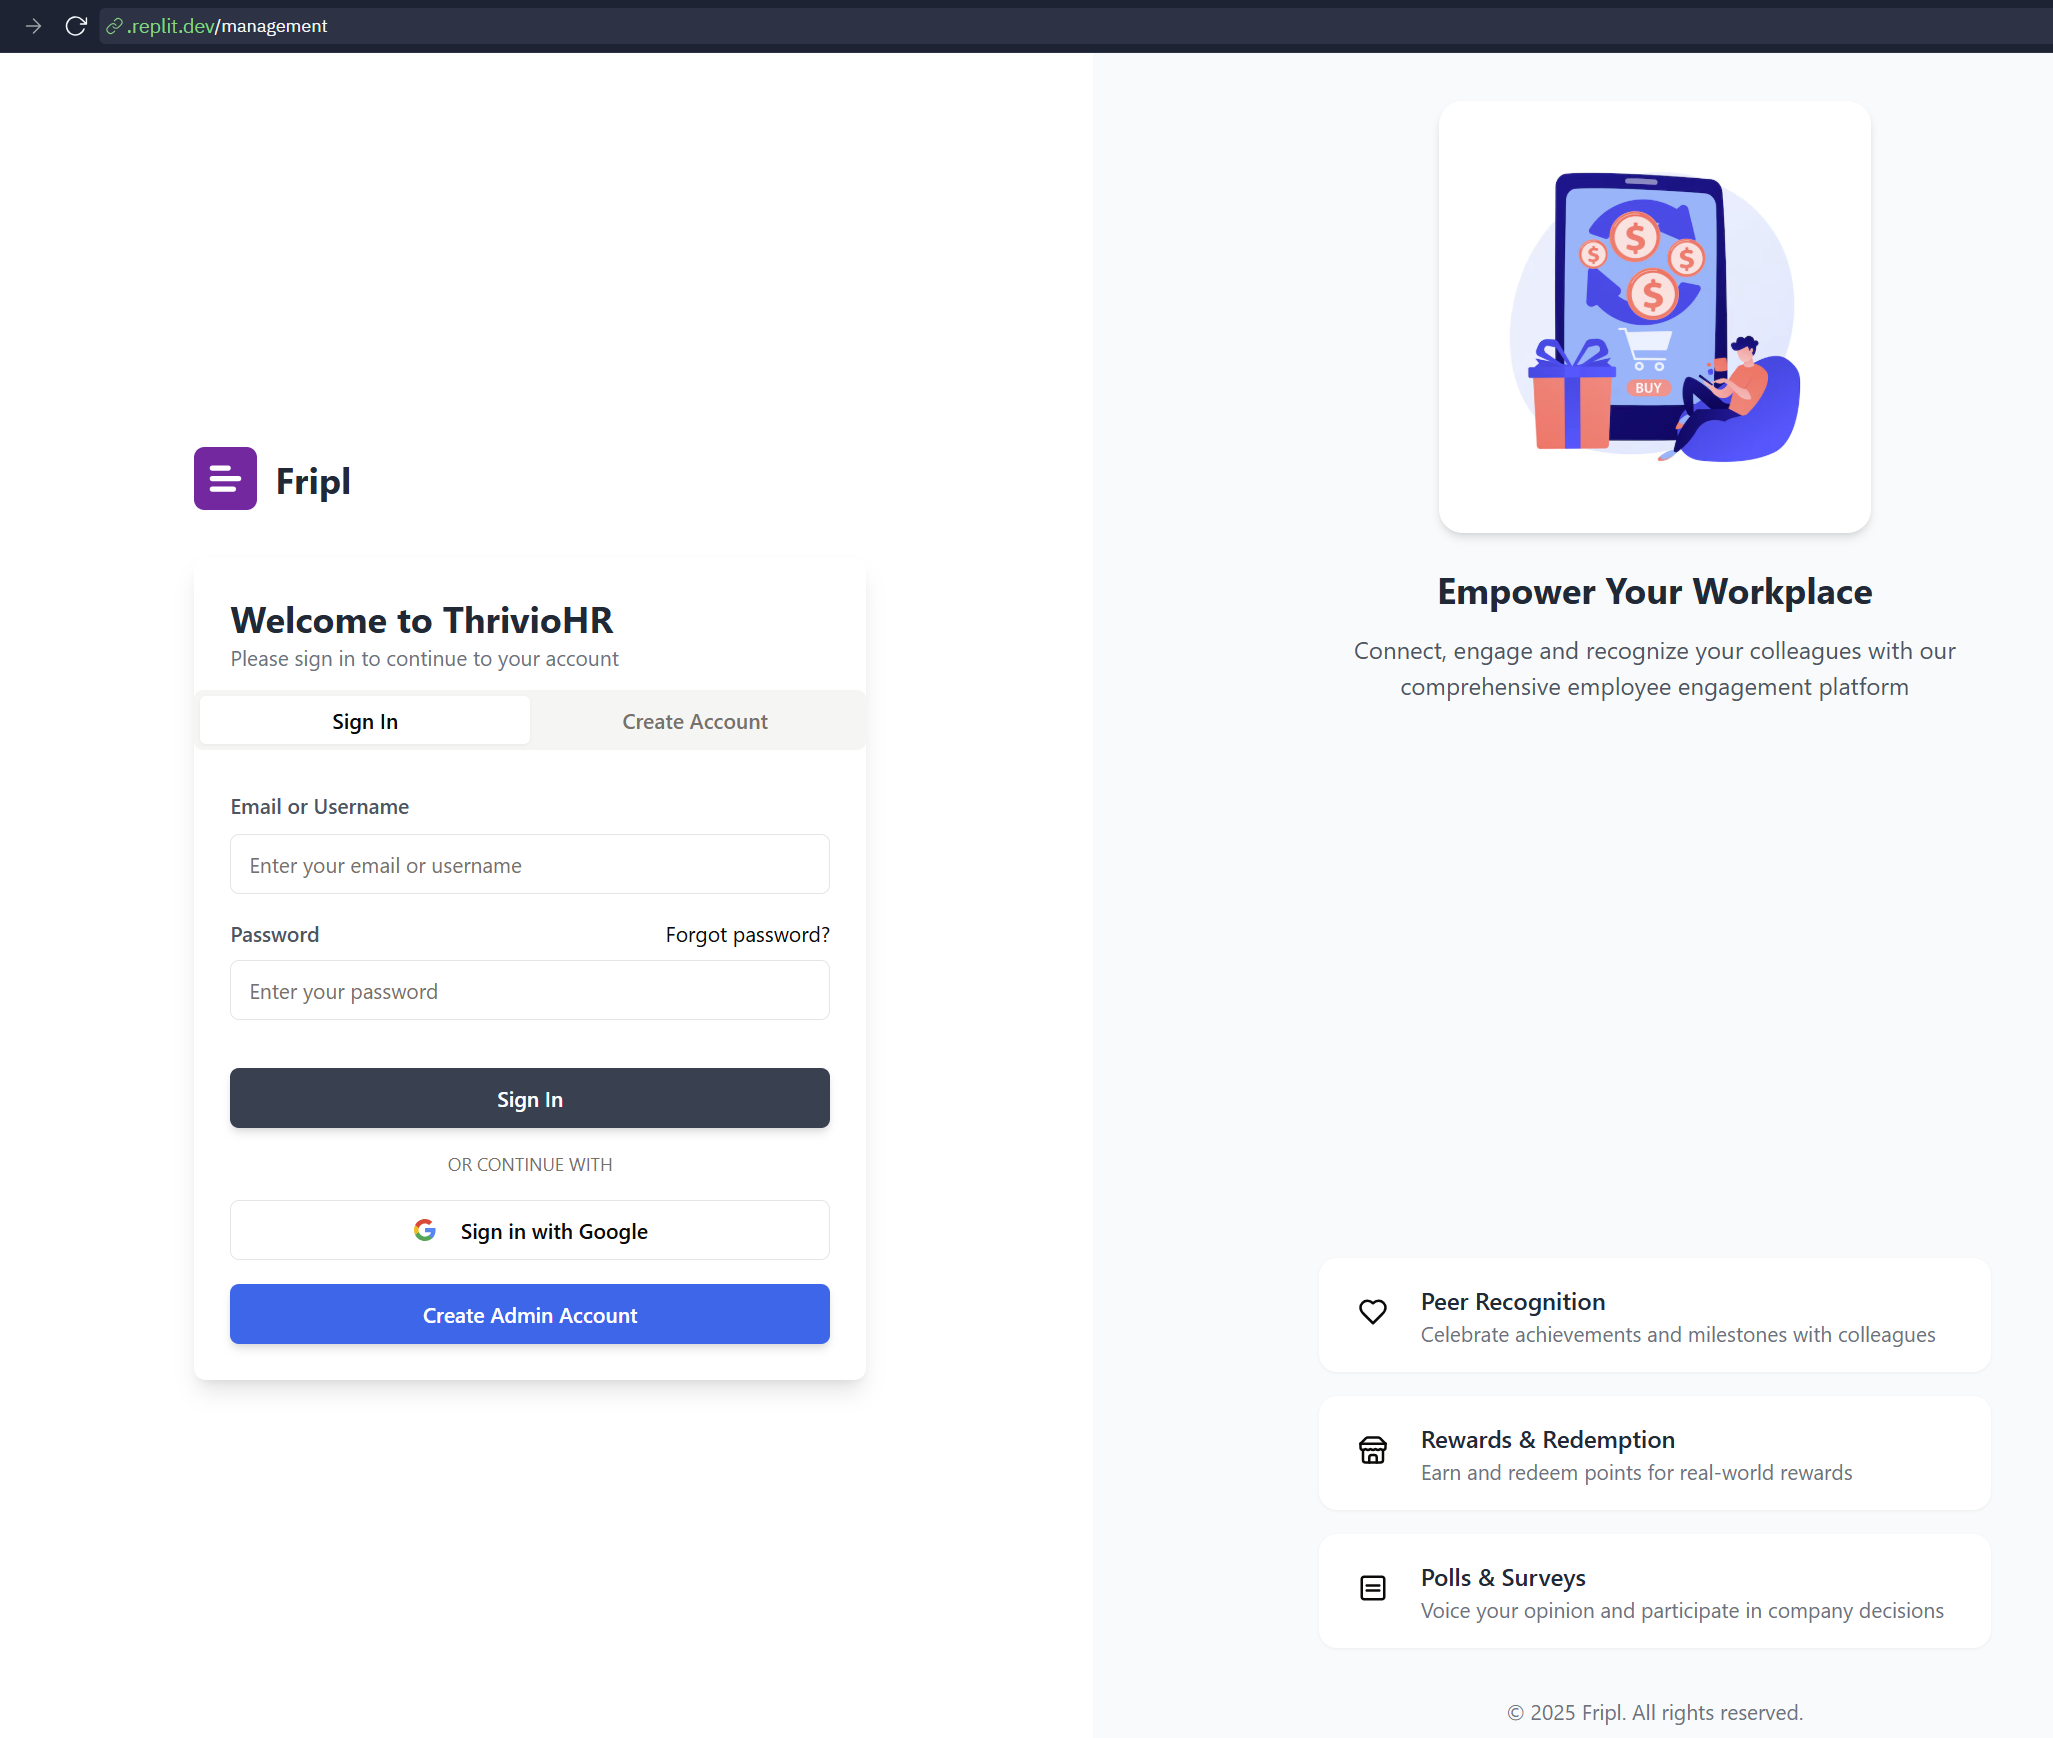 .replit.dev/management
Fripl
Welcome to ThrivioHR
Please sign in to continue to your account
Sign In
Create Account
Email or Username
Enter your email or username
Password
Forgot password?
Enter your password
Sign In
OR CONTINUE WITH
Sign in with Google
Create Admin Account
$
$
$
$
BUY
Empower Your Workplace
Connect, engage and recognize your colleagues with our
comprehensive employee engagement platform
Peer Recognition
Celebrate achievements and milestones with colleagues
Rewards & Redemption
Earn and redeem points for real-world rewards
Polls & Surveys
Voice your opinion and participate in company decisions
© 2025 Fripl. All rights reserved.